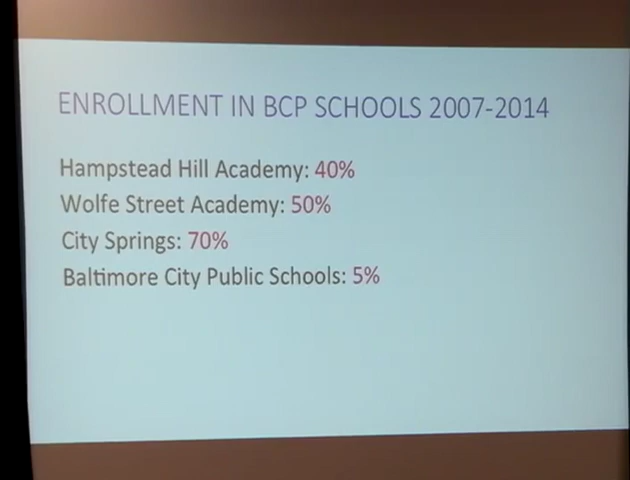 ENROLLMENT IN BCP SCHOOLS 2007-2014
Hampstead Hill Academy: 40%
Wolfe Street Academy: 50%
City Springs: 70%
Baltimore City Public Schools: 5%